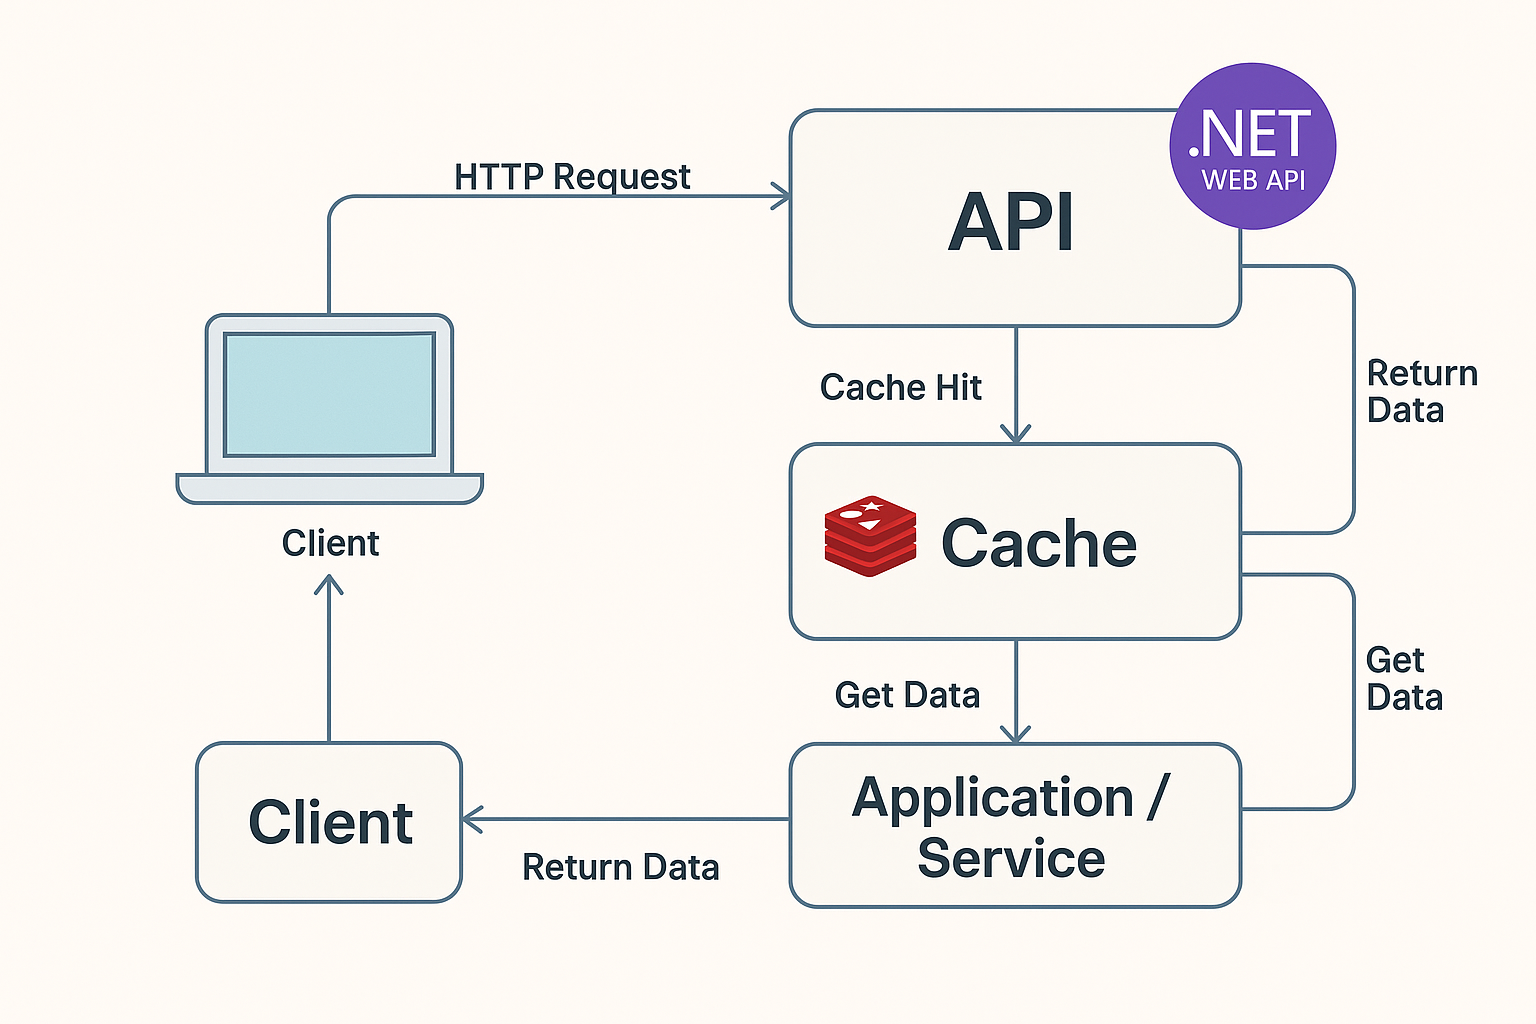 .NET
WEB API
HTTP Request
API
Cache Hit
Return
Data
Cache
Client
Get Data
Get
Data
Application /
Service
Client
Return Data